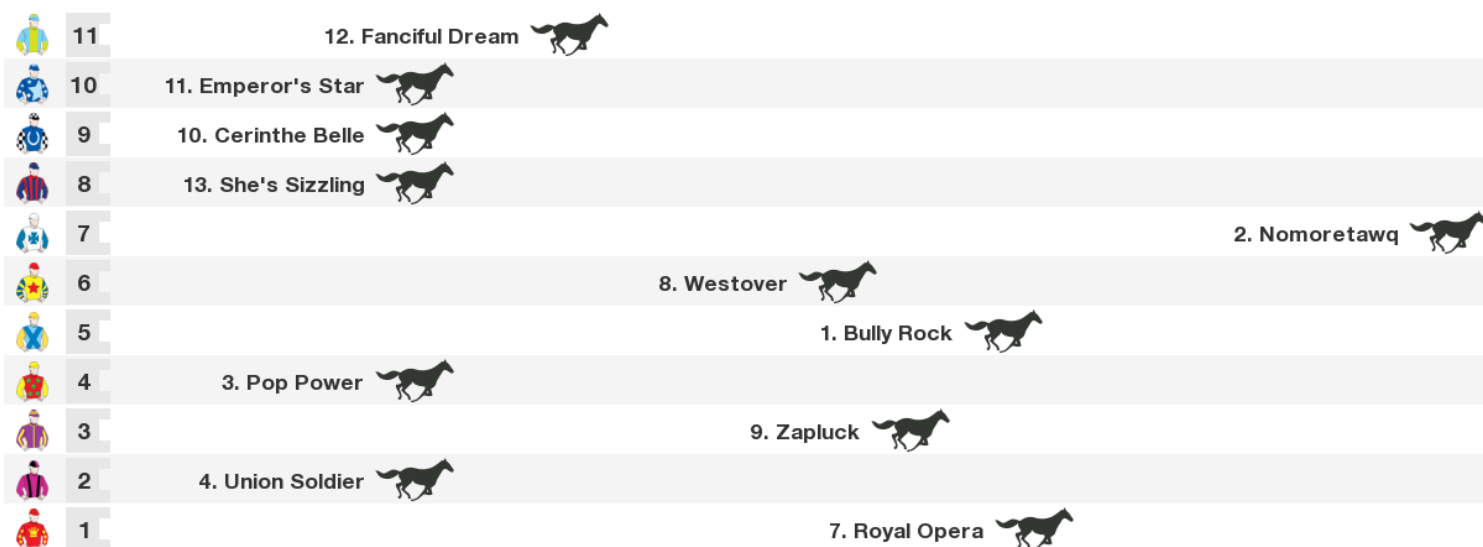 11 12. Fanciful Dream
10 11. Emperor's Star
9 10. Cerinthe Belle
8 13. She's Sizzling
7 2. Nomoretawq
6 8. Westover
5 1. Bully Rock
4 3. Pop Power
3 9. Zapluck
2 4. Union Soldier
1 7. Royal Opera